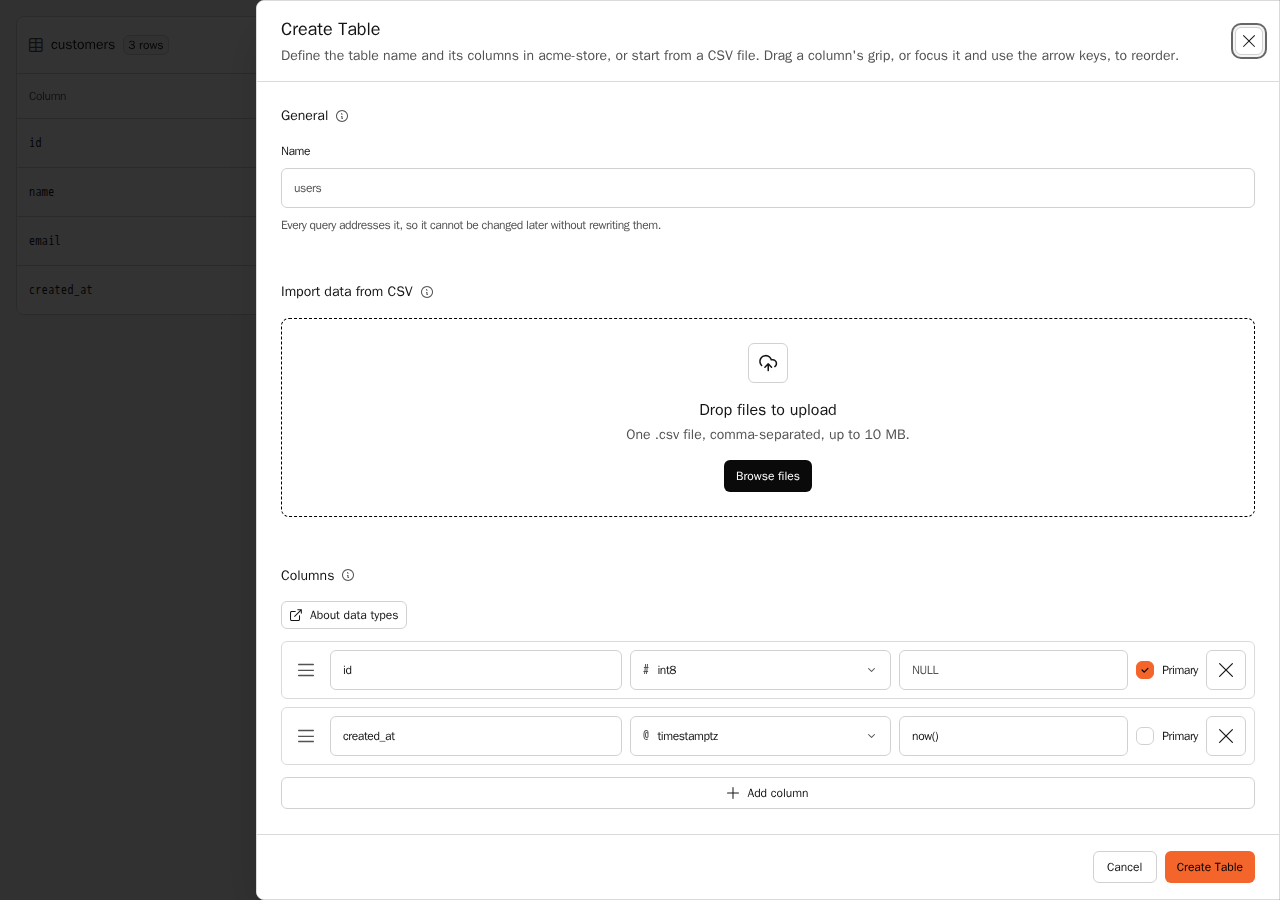 customers 3 rows
Column
id
name
email
created_at
Create Table
Define the table name and its columns in acme-store, or start from a CSV file. Drag a column's grip, or focus it and use the arrow keys, to reorder.
General
Name
users
Every query addresses it, so it cannot be changed later without rewriting them.
Import data from CSV
Drop files to upload
One .csv file, comma-separated, up to 10 MB.
Browse files
Columns
About data types
id # int8 NULL Primary
created_at @ timestamptz now() Primary
Add column
Cancel Create Table